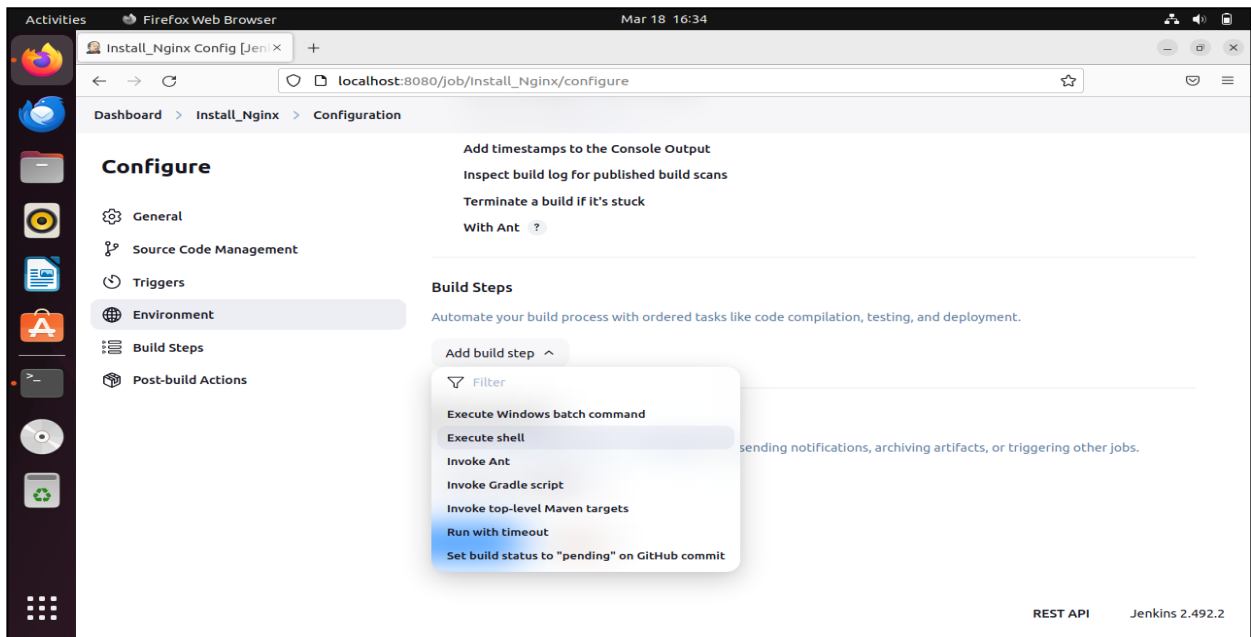 Activities Firefox Web Browser Mar 18 16:34
Install_Nginx Config [Jen
localhost:8080/job/Install_Nginx/configure
Dashboard > Install_Nginx > Configuration
Configure
General
Source Code Management
Triggers
Environment
Build Steps
Post-build Actions
Add timestamps to the Console Output
Inspect build log for published build scans
Terminate a build if it's stuck
With Ant ?
Build Steps
Automate your build process with ordered tasks like code compilation, testing, and deployment.
Add build step
Filter
Execute Windows batch command
Execute shell
Invoke Ant
Invoke Gradle script
Invoke top-level Maven targets
Run with timeout
Set build status to "pending" on GitHub commit
sending notifications, archiving artifacts, or triggering other jobs.
REST API Jenkins 2.492.2